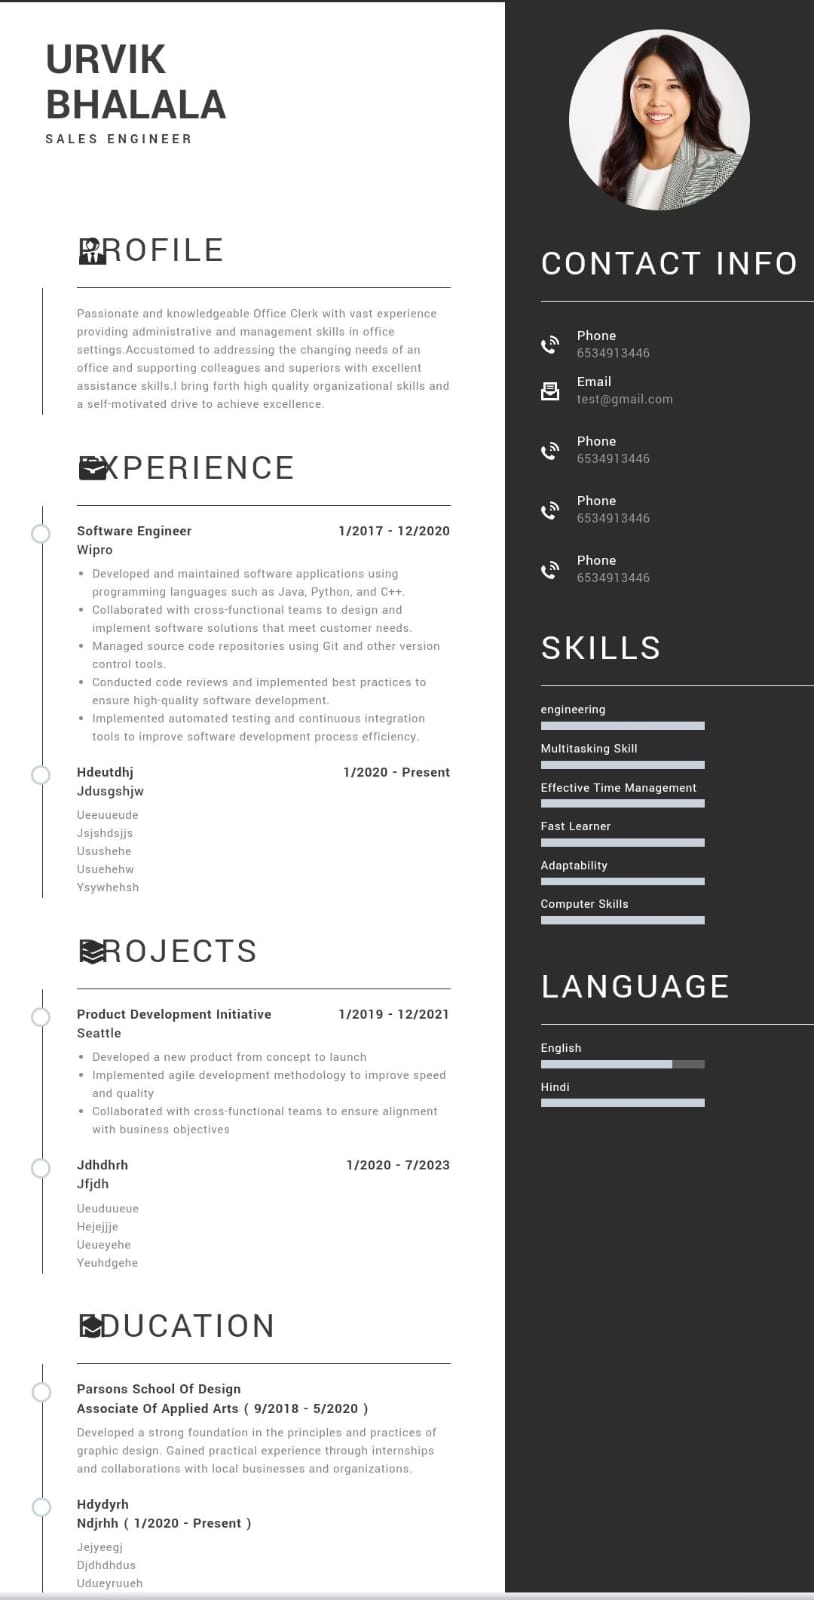 URVIK
BHALALA
SALES ENGINEER
PROFILE
Passionate and knowledgeable Office Clerk with vast experience
providing administrative and management skills in office
settings.Accustomed to addressing the changing needs of an
office and supporting colleagues and superiors with excellent
assistance skills.I bring forth high quality organizational skills and
a self-motivated drive to achieve excellence.
EXPERIENCE
Software Engineer 1/2017 - 12/2020
Wipro
• Developed and maintained software applications using
programming languages such as Java, Python, and C++.
• Collaborated with cross-functional teams to design and
implement software solutions that meet customer needs.
• Managed source code repositories using Git and other version
control tools.
• Conducted code reviews and implemented best practices to
ensure high-quality software development.
• Implemented automated testing and continuous integration
tools to improve software development process efficiency.
Hdeutdhj 1/2020 - Present
Jdusgshjw
Ueeuueude
Jsjshdsjjs
Usushehe
Usuehehw
Ysywhehsh
PROJECTS
Product Development Initiative 1/2019 - 12/2021
Seattle
• Developed a new product from concept to launch
• Implemented agile development methodology to improve speed
and quality
• Collaborated with cross-functional teams to ensure alignment
with business objectives
Jdhdhrh 1/2020 - 7/2023
Jfjdh
Ueuduueue
Hejejjje
Ueueyehe
Yeuhdgehe
EDUCATION
Parsons School Of Design
Associate Of Applied Arts ( 9/2018 - 5/2020 )
Developed a strong foundation in the principles and practices of
graphic design. Gained practical experience through internships
and collaborations with local businesses and organizations.
Hdydyrh
Ndjrhh ( 1/2020 - Present )
Jejyeegj
Djdhdhdus
Udueyruueh
CONTACT INFO
Phone
6534913446
Email
test@gmail.com
Phone
6534913446
Phone
6534913446
Phone
6534913446
SKILLS
engineering
Multitasking Skill
Effective Time Management
Fast Learner
Adaptability
Computer Skills
LANGUAGE
English
Hindi